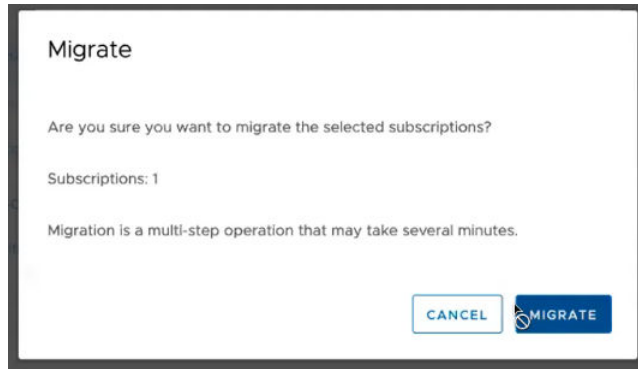 Migrate
Are you sure you want to migrate the selected subscriptions?
Subscriptions: 1
Migration is a multi-step operation that may take several minutes.
CANCEL
MIGRATE